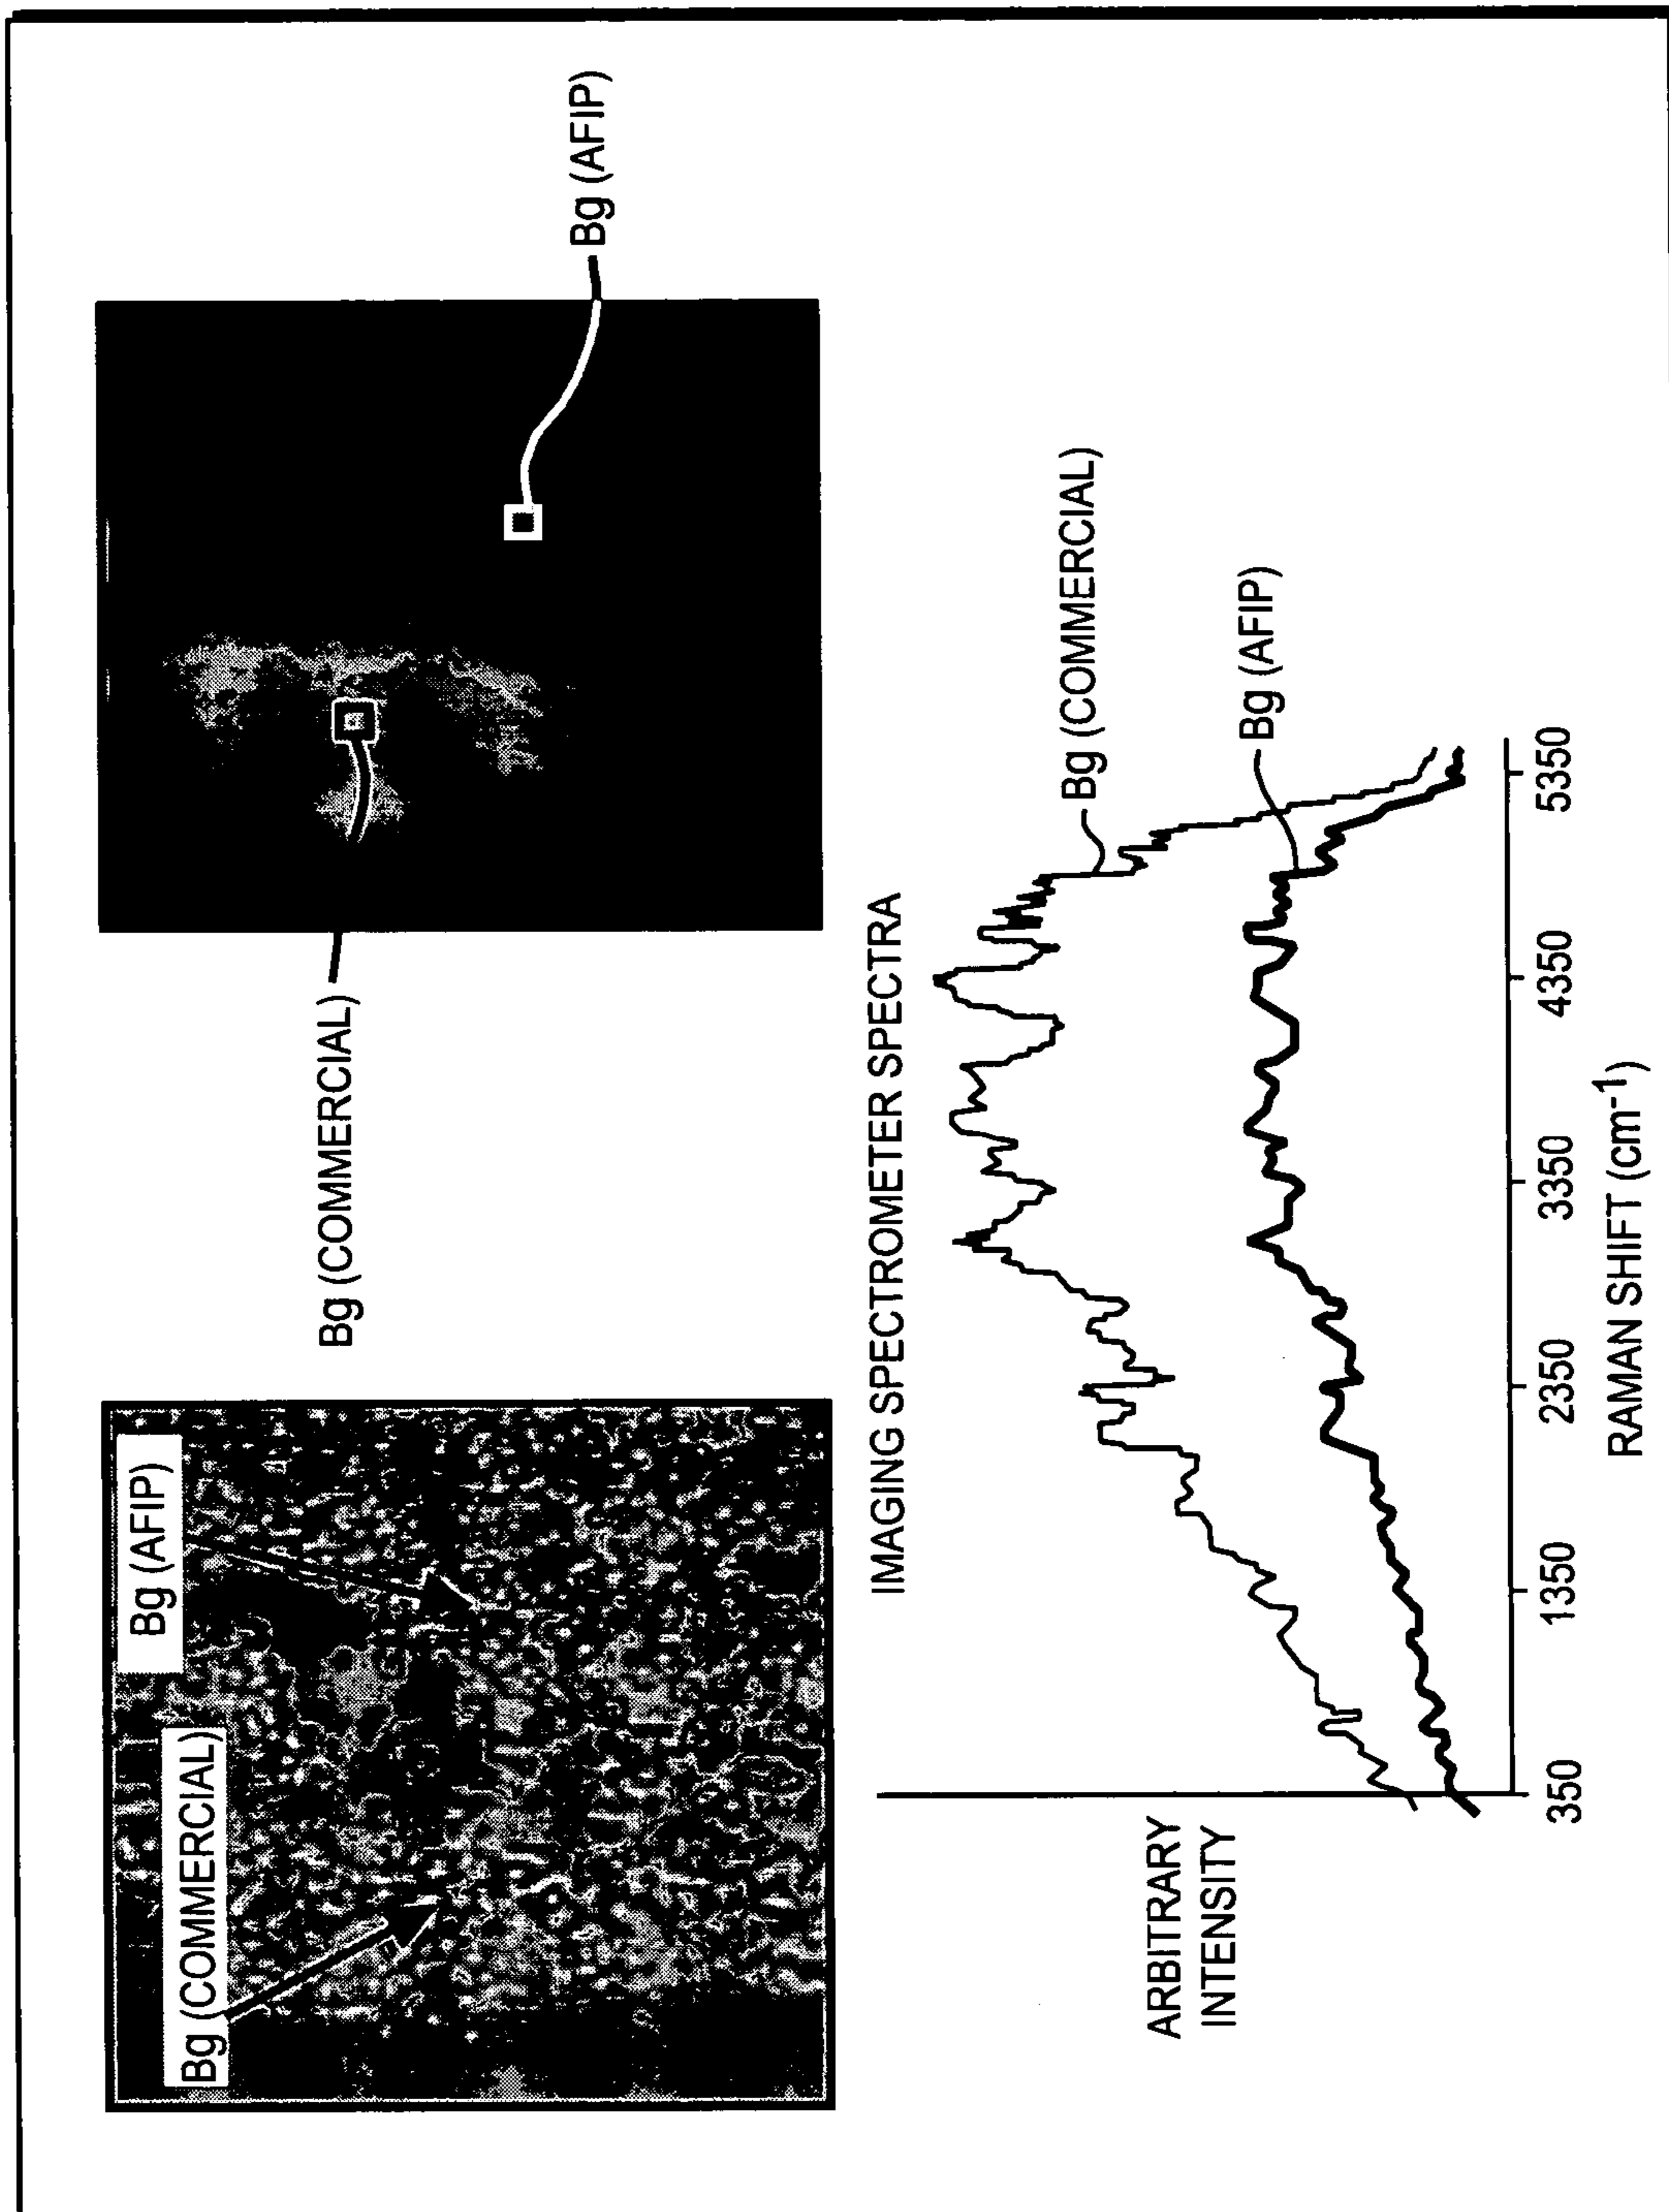 Bg (COMMERCIAL)
Bg (AFIP)
Bg (COMMERCIAL)
Bg (AFIP)
IMAGING SPECTROMETER SPECTRA
ARBITRARY
INTENSITY
Bg (COMMERCIAL)
Bg (AFIP)
350
1350
2350
3350
4350
5350
RAMAN SHIFT (cm-1)